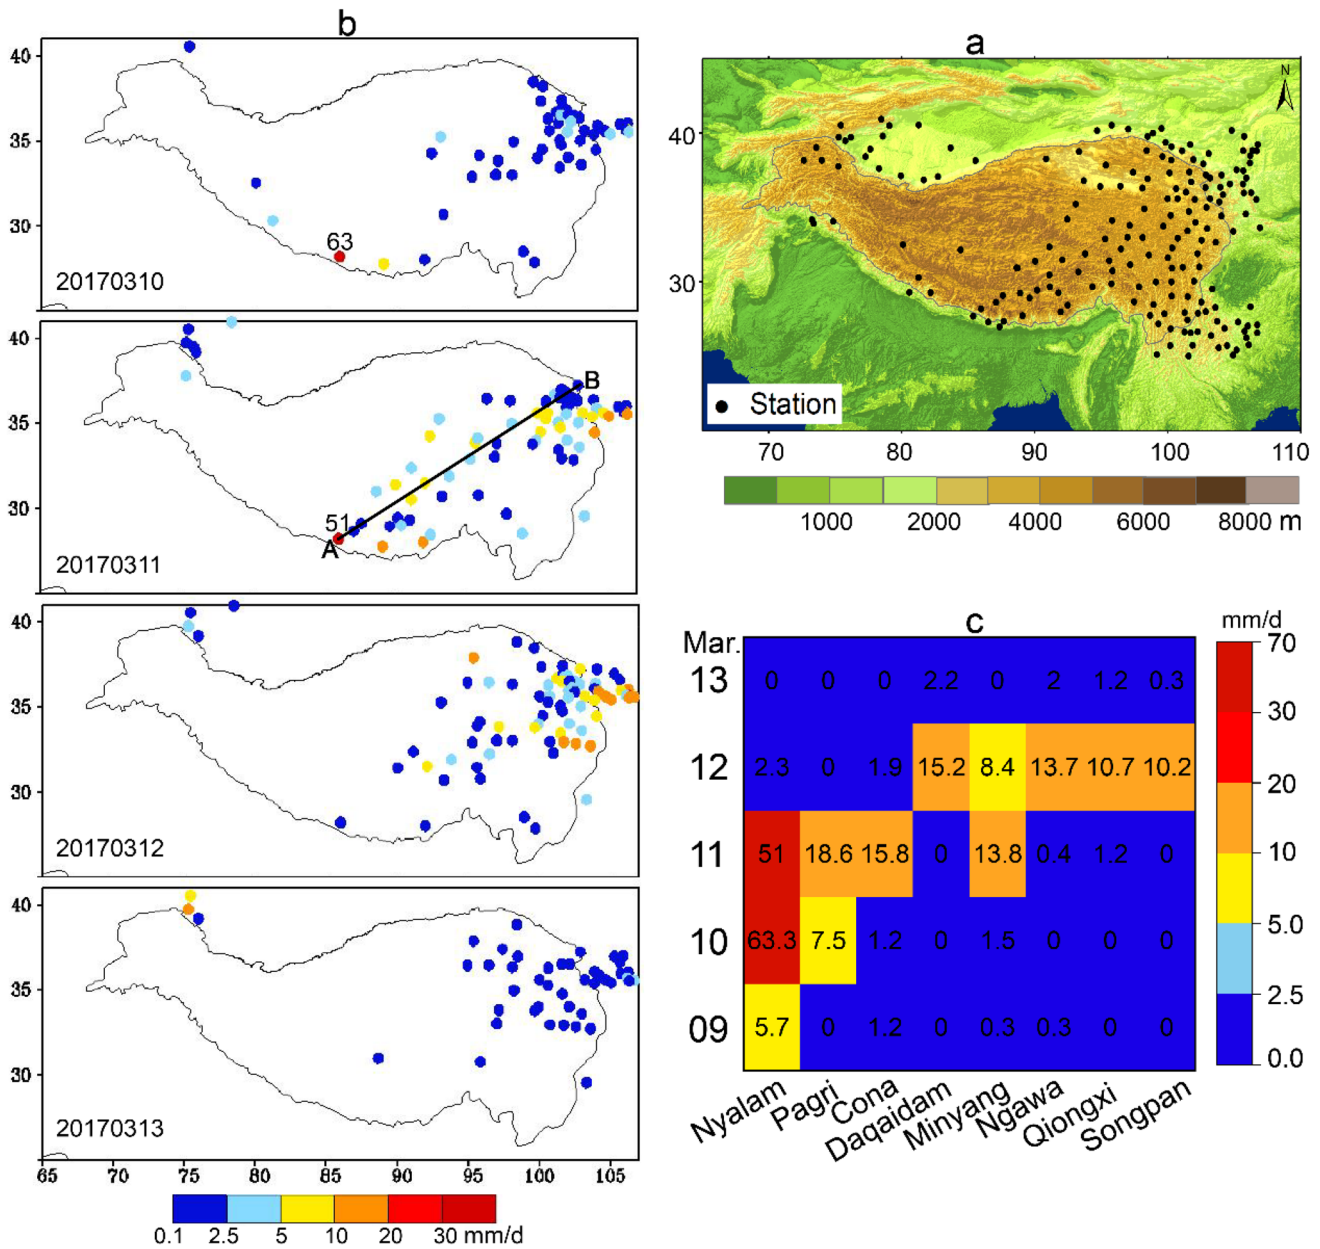 b
40
35
30
63
20170310
40
35
30
B
51
A
20170311
40
35
30
20170312
40
35
30
20170313
65 70 75 80 85 90 95 100 105
0.1 2.5 5 10 20 30 mm/d
a
N
40
30
Station
70 80 90 100 110
1000 2000 4000 6000 8000 m
c
mm/d
Mar.
13 0 0 0 2.2 0 2 1.2 0.3
12 2.3 0 1.9 15.2 8.4 13.7 10.7 10.2
11 51 18.6 15.8 0 13.8 0.4 1.2 0
10 63.3 7.5 1.2 0 1.5 0 0 0
09 5.7 0 1.2 0 0.3 0.3 0 0
Nyalam Pagri Cona Daqaidam Minyang Ngawa Qiongxi Songpan
70
30
20
10
5.0
2.5
0.0